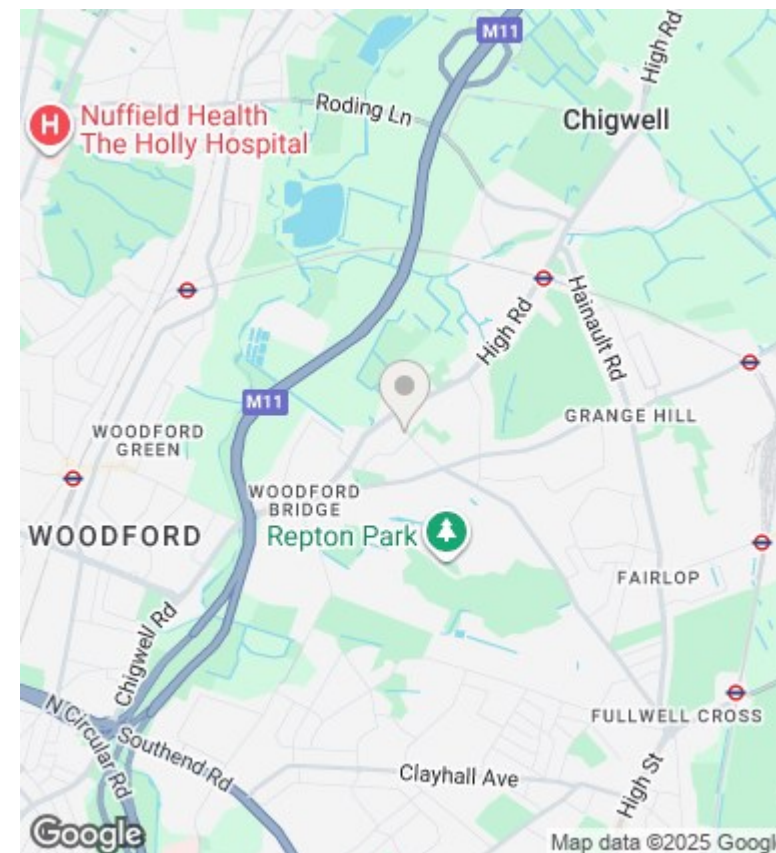 M11
High Rd
Roding Ln
Chigwell
Nuffield Health
The Holly Hospital
High Rd
Hainault Rd
M11
GRANGE HILL
WOODFORD
GREEN
WOODFORD
BRIDGE
WOODFORD
Repton Park
FAIRLOP
Chigwell Rd
N Circular Rd
Southend Rd
FULLWELL CROSS
Clayhall Ave
High St
Google
Map data ©2025 Googl
H